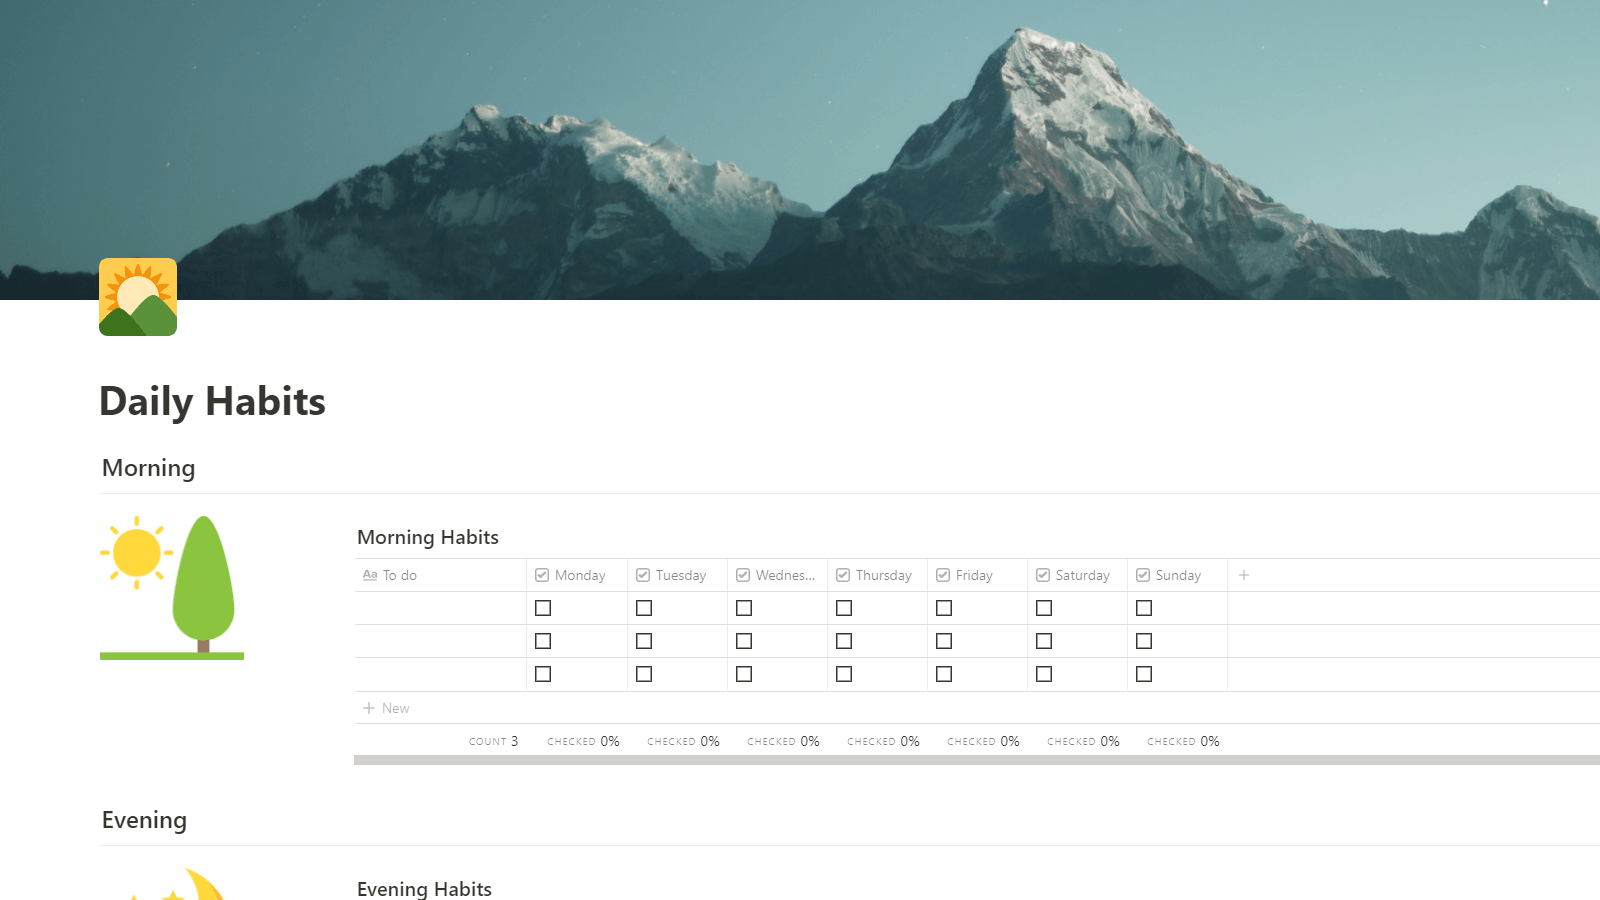 Daily Habits
Morning
Morning Habits
Aa To do Monday Tuesday Wednes... Thursday Friday Saturday Sunday +
+ New
COUNT 3 CHECKED 0% CHECKED 0% CHECKED 0% CHECKED 0% CHECKED 0% CHECKED 0% CHECKED 0%
Evening
Evening Habits